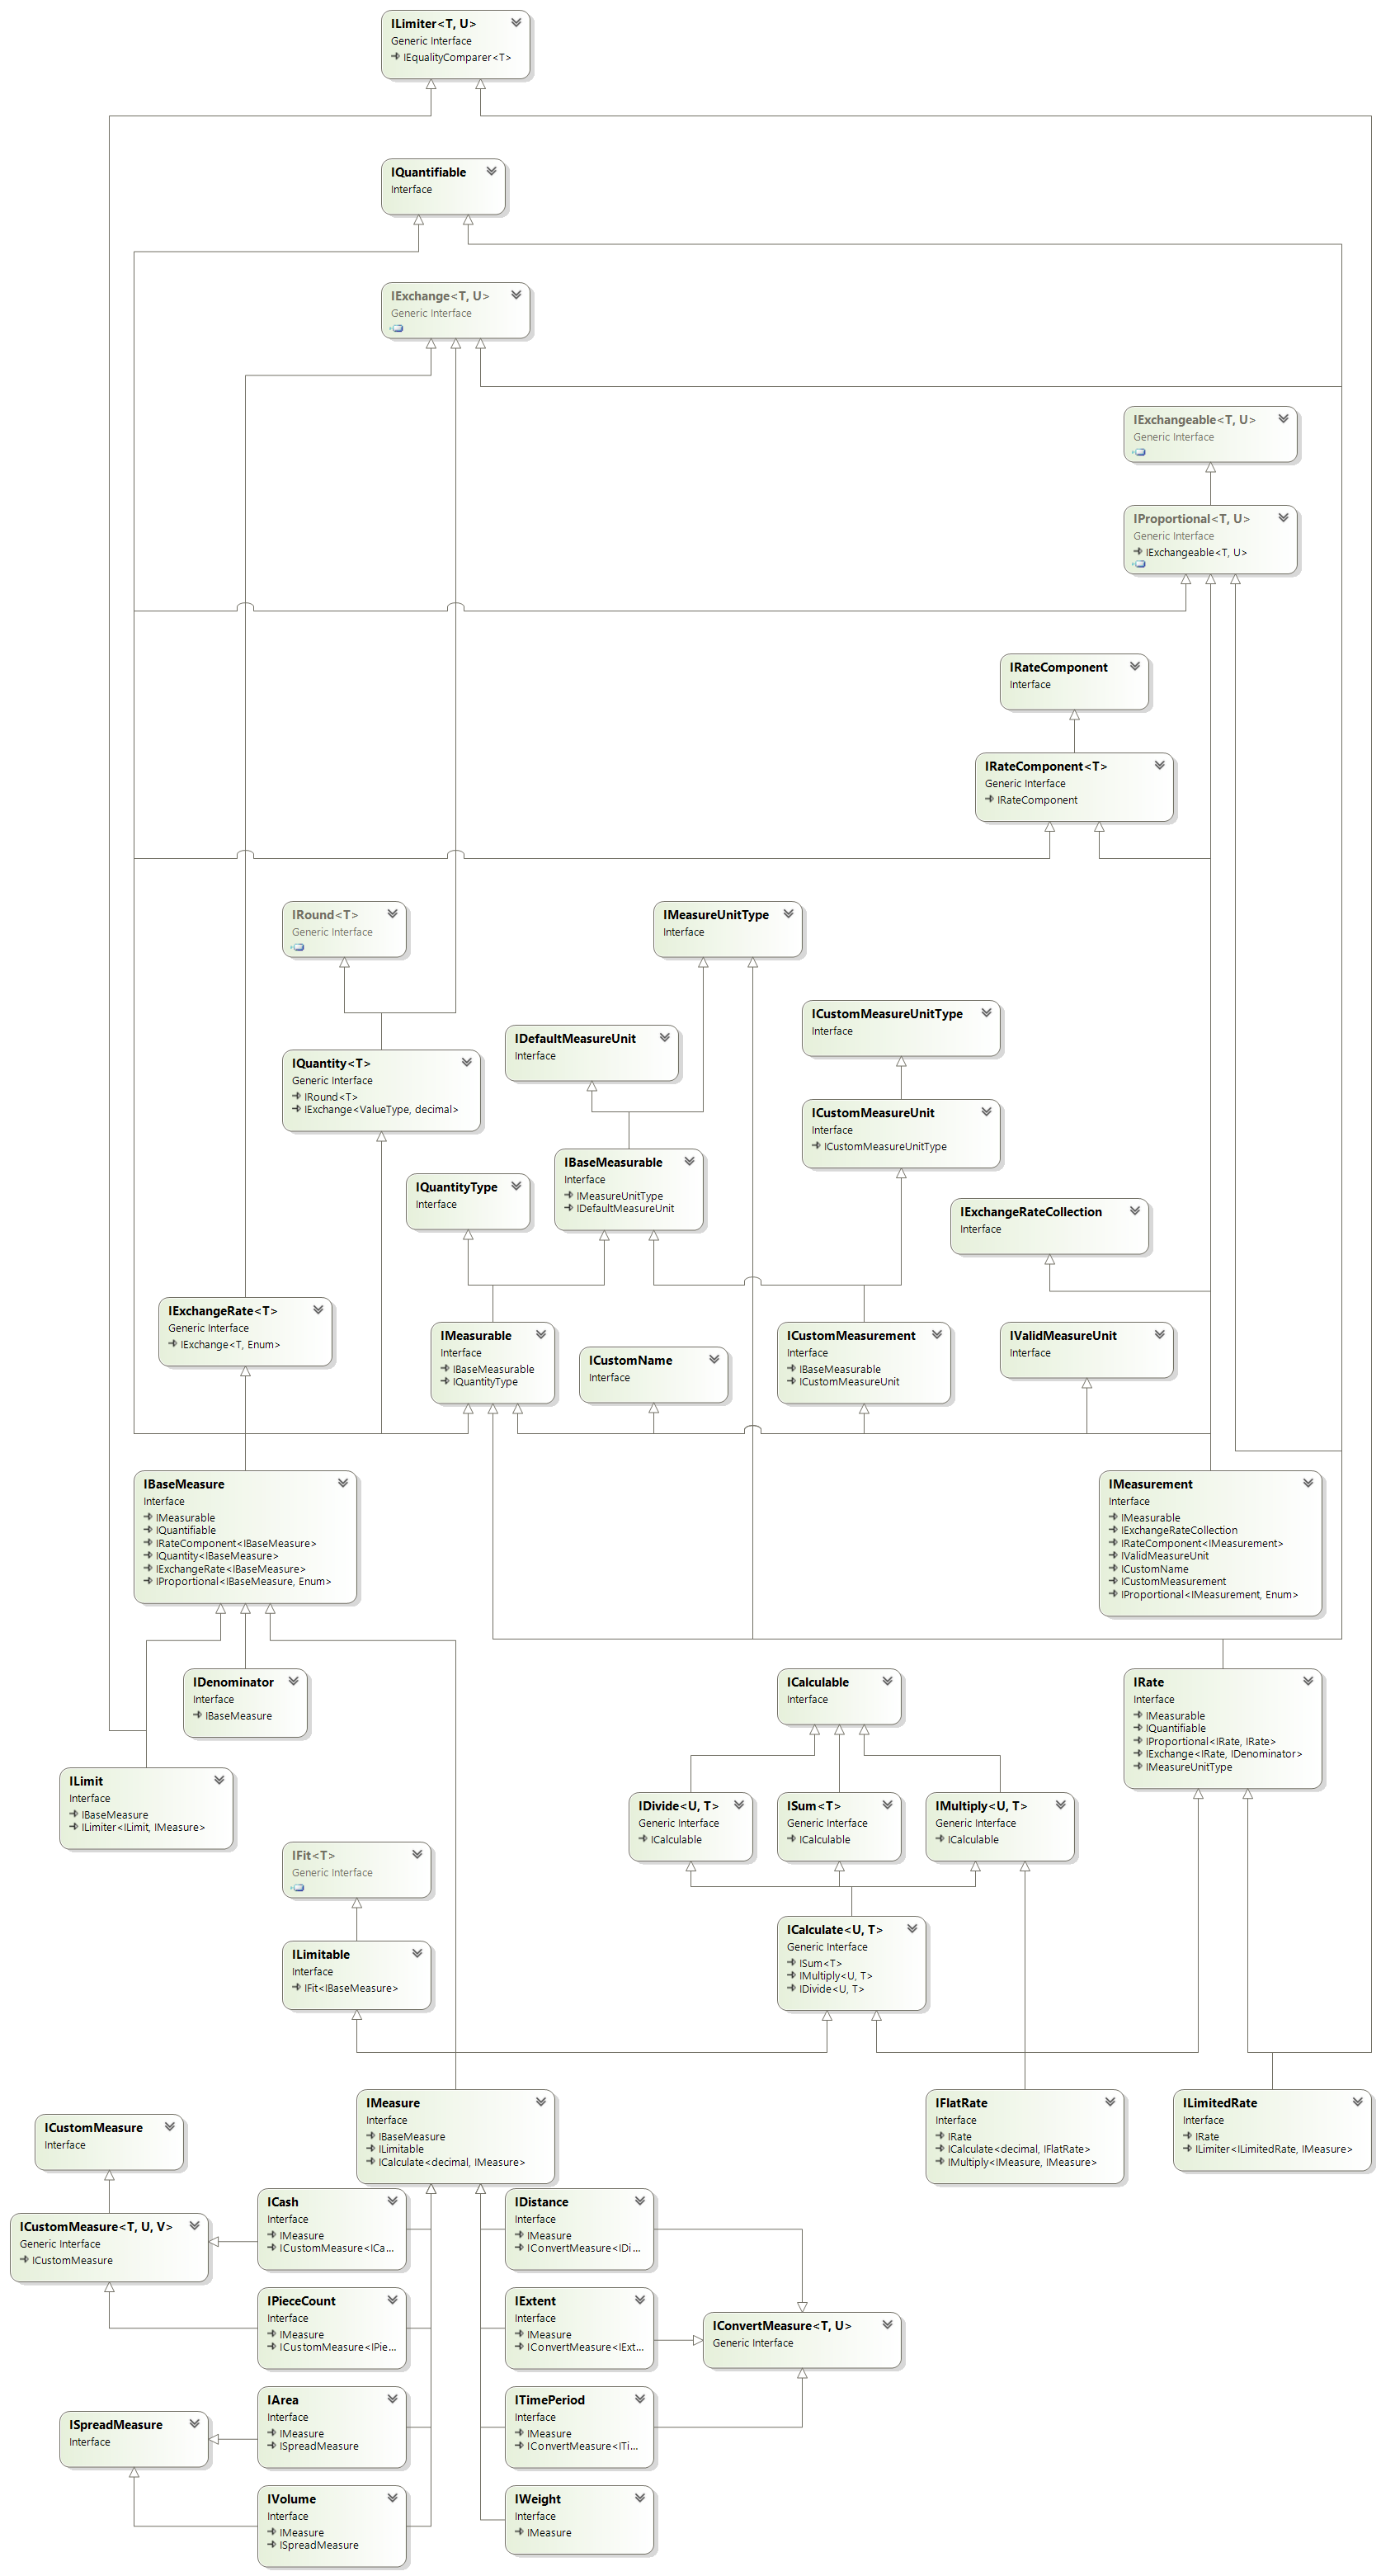 ILimiter<T, U>
Generic Interface
IEqualityComparer<T>
IQuantifiable
Interface
IExchange<T, U>
Generic Interface
IExchangeable<T, U>
Generic Interface
IProportional<T, U>
Generic Interface
IExchangeable<T, U>
IRateComponent
Interface
IRateComponent<T>
Generic Interface
IRateComponent
IRound<T>
Generic Interface
IMeasureUnitType
Interface
ICustomMeasureUnitType
Interface
IDefaultMeasureUnit
Interface
IQuantity<T>
Generic Interface
IRound<T>
IExchange<ValueType, decimal>
ICustomMeasureUnit
Interface
ICustomMeasureUnitType
IBaseMeasurable
Interface
IMeasureUnitType
IDefaultMeasureUnit
IQuantityType
Interface
IExchangeRateCollection
Interface
IExchangeRate<T>
Generic Interface
IExchange<T, Enum>
IMeasurable
Interface
IBaseMeasurable
IQuantityType
ICustomName
Interface
ICustomMeasurement
Interface
IBaseMeasurable
ICustomMeasureUnit
IValidMeasureUnit
Interface
IBaseMeasure
Interface
IMeasurable
IQuantifiable
IRateComponent<IBaseMeasure>
IQuantity<IBaseMeasure>
IExchangeRate<IBaseMeasure>
IProportional<IBaseMeasure, Enum>
IMeasurement
Interface
IMeasurable
IExchangeRateCollection
IRateComponent<IMeasurement>
IValidMeasureUnit
ICustomName
ICustomMeasurement
IProportional<IMeasurement, Enum>
IDenominator
Interface
IBaseMeasure
ICalculable
Interface
IRate
Interface
IMeasurable
IQuantifiable
IProportional<IRate, IRate>
IExchange<IRate, IDenominator>
IMeasureUnitType
ILimit
Interface
IBaseMeasure
ILimiter<ILimit, IMeasure>
IDivide<U, T>
Generic Interface
ICalculable
ISum<T>
Generic Interface
ICalculable
IMultiply<U, T>
Generic Interface
ICalculable
IFit<T>
Generic Interface
ICalculate<U, T>
Generic Interface
ISum<T>
IMultiply<U, T>
IDivide<U, T>
ILimitable
Interface
IFit<IBaseMeasure>
IMeasure
Interface
IBaseMeasure
ILimitable
ICalculate<decimal, IMeasure>
IFlatRate
Interface
IRate
ICalculate<decimal, IFlatRate>
IMultiply<IMeasure, IMeasure>
ILimitedRate
Interface
IRate
ILimiter<ILimitedRate, IMeasure>
ICustomMeasure
Interface
ICustomMeasure<T, U, V>
Generic Interface
ICustomMeasure
ICash
Interface
IMeasure
ICustomMeasure<ICa...
IDistance
Interface
IMeasure
IConvertMeasure<IDi...
IPieceCount
Interface
IMeasure
ICustomMeasure<IPie...
IExtent
Interface
IMeasure
IConvertMeasure<IExt...
IConvertMeasure<T, U>
Generic Interface
IArea
Interface
IMeasure
ISpreadMeasure
ITimePeriod
Interface
IMeasure
IConvertMeasure<ITi...
ISpreadMeasure
Interface
IVolume
Interface
IMeasure
ISpreadMeasure
IWeight
Interface
IMeasure